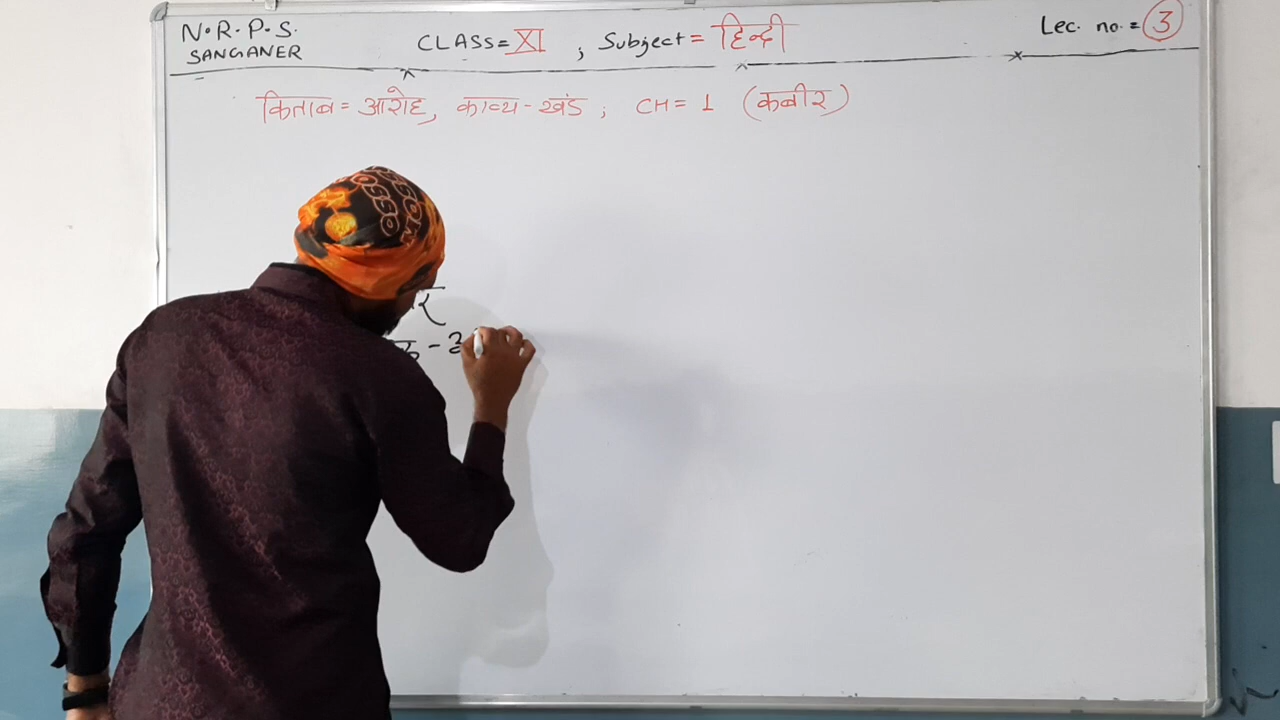 N.R.P.S. CLASS = XI , Subject = हिन्दी Lec. no. = 3
SANGANER
किताब = आरोह, काव्य-खंड ; CH = 1 (कबीर)